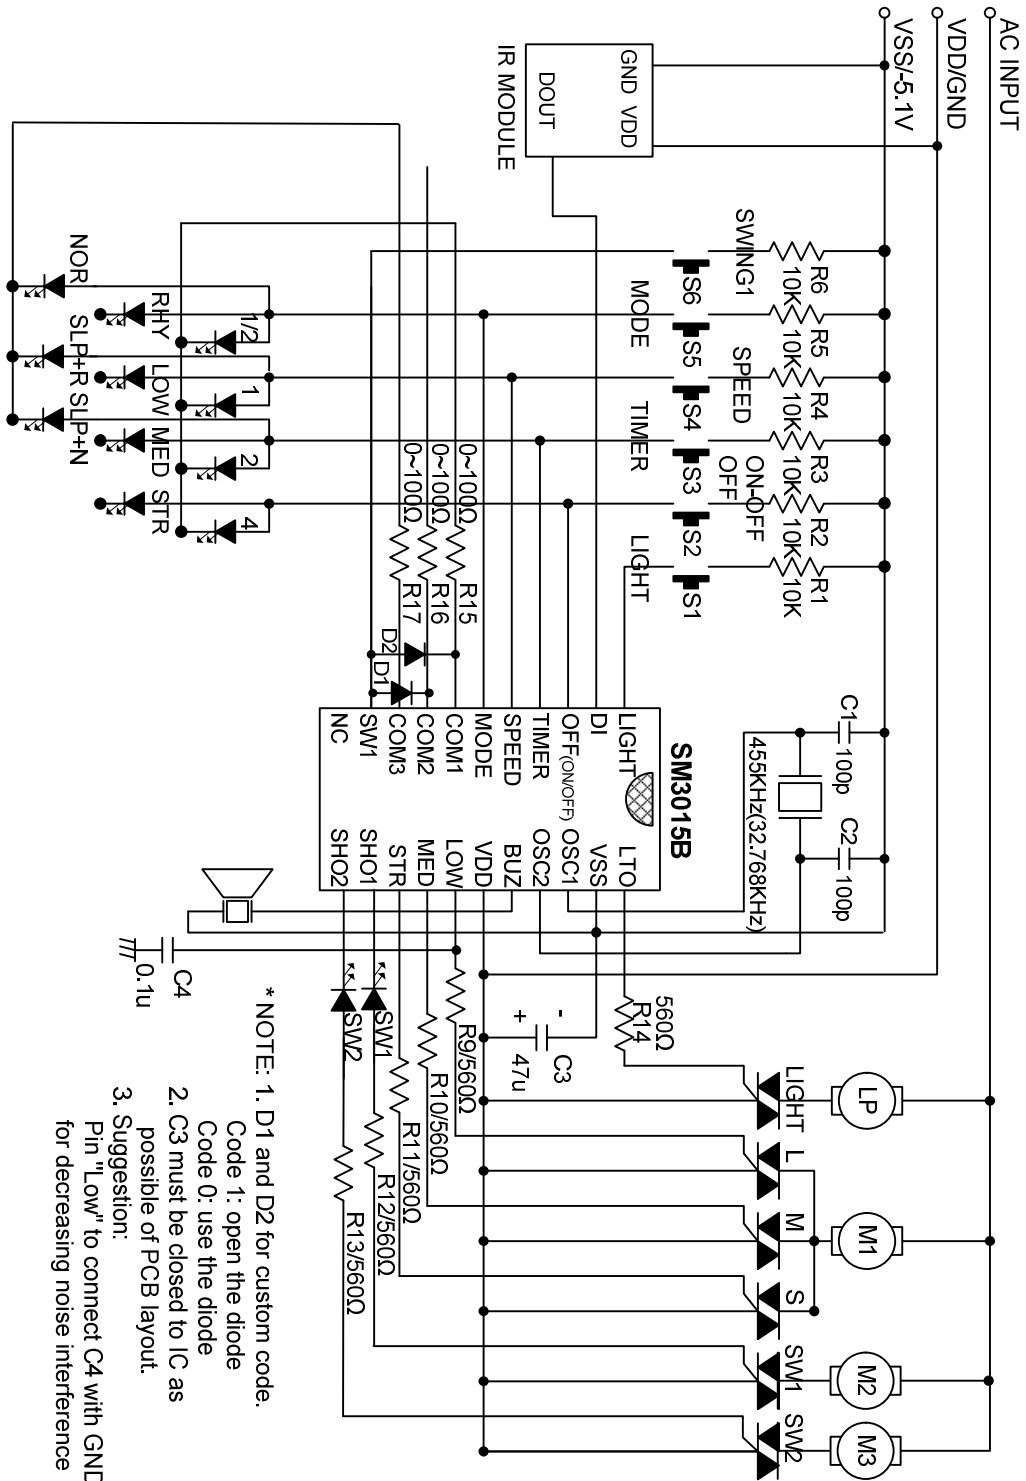 AC INPUT
VDD/GND
VSS/-5.1V
IR MODULE
GND VDD
DOUT
SWING1
MODE
SPEED
TIMER
ON-OFF
OFF
LIGHT
R6
10K
R5
10K
R4
10K
R3
10K
R2
10K
R1
10K
S6
S5
S4
S3
S2
S1
NOR
RHY
SLP+R
LOW
SLP+N
MED
STR
1/2
1
2
4
0~100Ω
0~100Ω
0~100Ω
R15
R16
R17
D2
D1
C1
100p
C2
100p
455KHz(32.768KHz)
SM3015B
LIGHT
DI
OFF(ON/OFF)
TIMER
SPEED
MODE
COM1
COM2
COM3
SW1
NC
LTO
VSS
OSC1
OSC2
BUZ
VDD
LOW
MED
STR
SHO1
SHO2
C4
0.1u
SW1
SW2
560Ω
R14
-
+
C3
47u
R9/560Ω
R10/560Ω
R11/560Ω
R12/560Ω
R13/560Ω
LIGHT
L
M
S
SW1
SW2
LP
M1
M2
M3
* NOTE: 1. D1 and D2 for custom code.
Code 1: open the diode
Code 0: use the diode
2. C3 must be closed to IC as
possible of PCB layout.
3. Suggestion:
Pin "Low" to connect C4 with GND
for decreasing noise interference